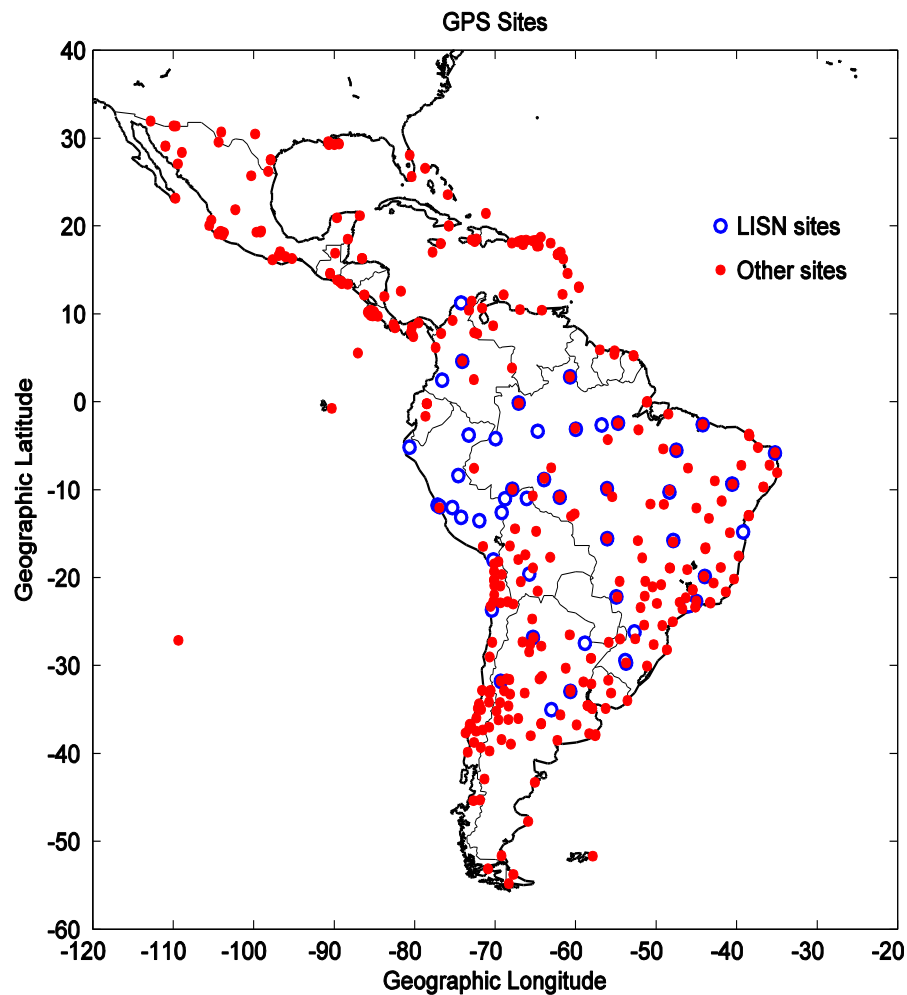 GPS Sites
40
30
20
10
0
-10
-20
-30
-40
-50
-60
Geographic Latitude
LISN sites
Other sites
-120 -110 -100 -90 -80 -70 -60 -50 -40 -30 -20
Geographic Longitude